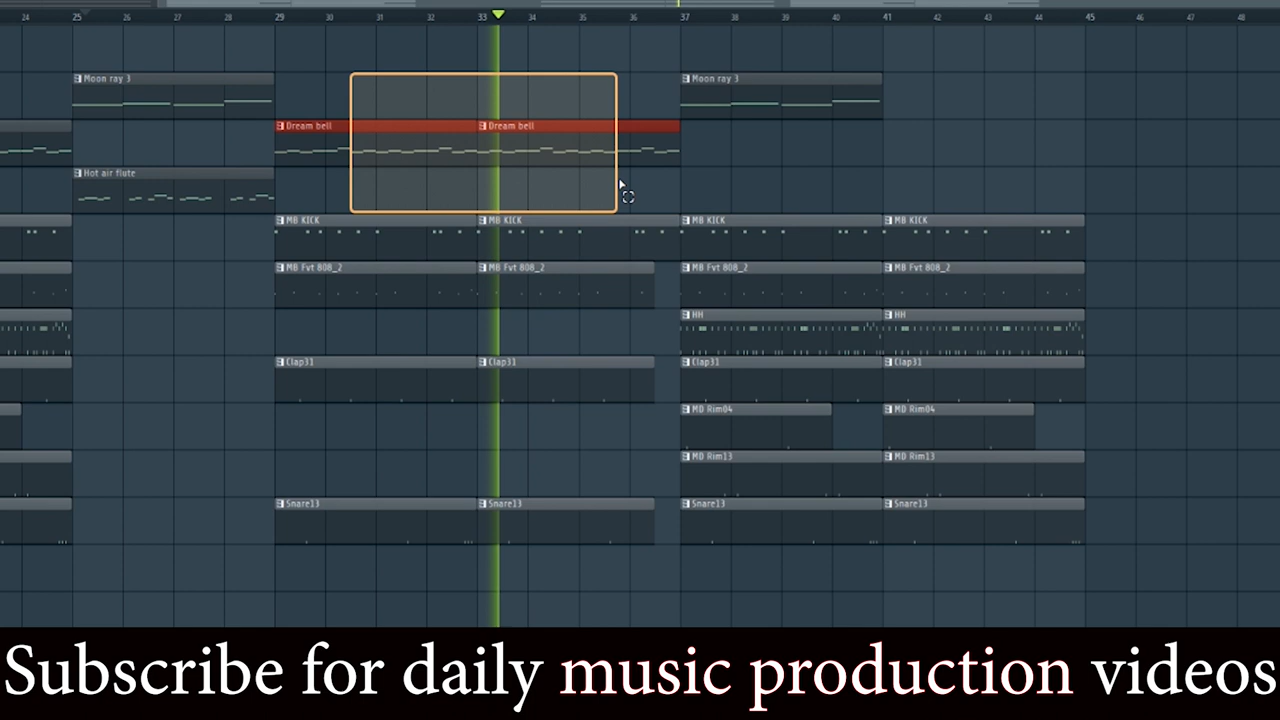 24 25 26 27 28 29 30 31 32 33 34 35 36 37 38 39 40 41 42 43 44 45 46 47 48
Moon ray 3 Moon ray 3
Dream bell Dream bell
Hot air flute
MB KICK MB KICK MB KICK MB KICK
MB Fvt 808_2 MB Fvt 808_2 MB Fvt 808_2 MB Fvt 808_2
HH HH
Clap31 Clap31 Clap31 Clap31
MD Rim04 MD Rim04
MD Rim13 MD Rim13
Snare13 Snare13 Snare13 Snare13
Subscribe for daily music production videos